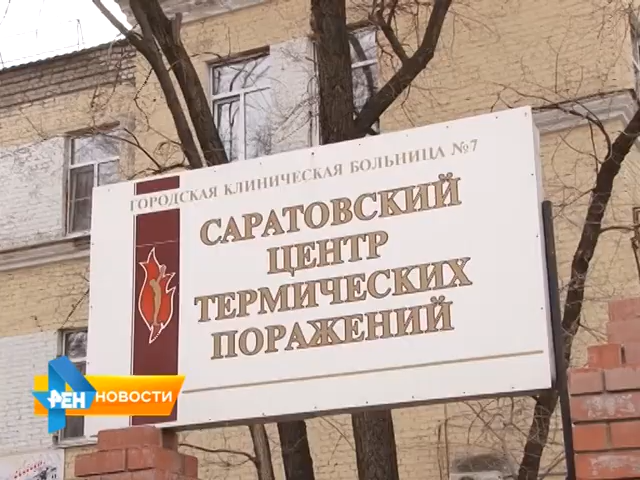 ГОРОДСКАЯ КЛИНИЧЕСКАЯ БОЛЬНИЦА №7
САРАТОВСКИЙ
ЦЕНТР
ТЕРМИЧЕСКИХ
ПОРАЖЕНИЙ
РЕН НОВОСТИ